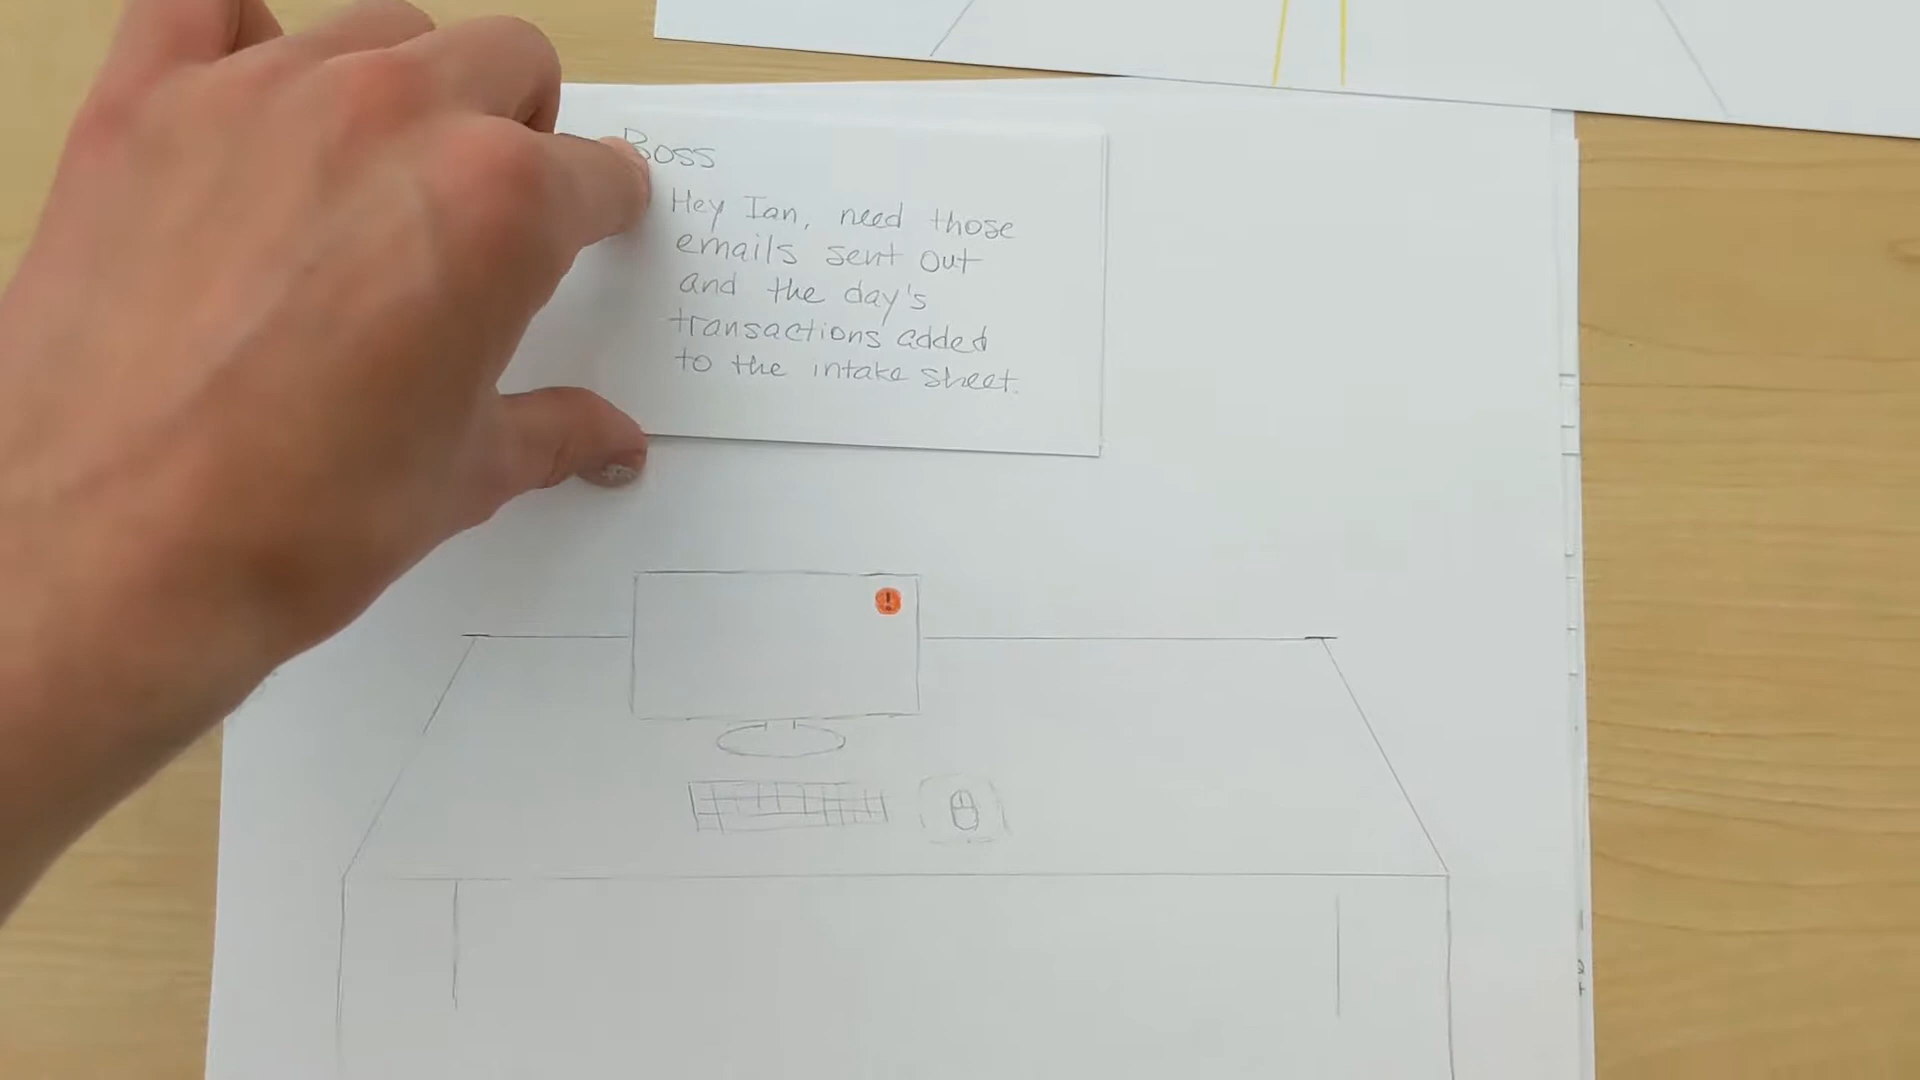 Boss
Hey Ian, need those
emails sent out
and the day's
transactions added
to the intake sheet.
!